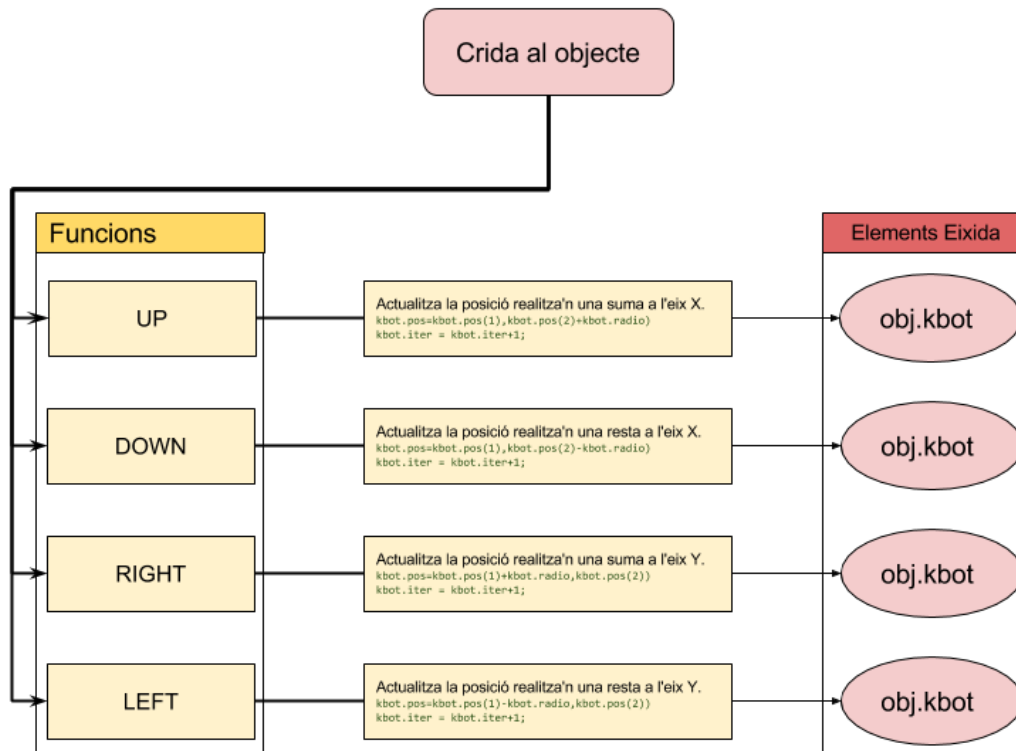 Crida al objecte
Funcions
Elements Eixida
UP
Actualitza la posició realitza'n una suma a l'eix X.
kbot.pos=kbot.pos(1),kbot.pos(2)+kbot.radio)
kbot.iter = kbot.iter+1;
obj.kbot
DOWN
Actualitza la posició realitza'n una resta a l'eix X.
kbot.pos=kbot.pos(1),kbot.pos(2)-kbot.radio)
kbot.iter = kbot.iter+1;
obj.kbot
RIGHT
Actualitza la posició realitza'n una suma a l'eix Y.
kbot.pos=kbot.pos(1)+kbot.radio,kbot.pos(2))
kbot.iter = kbot.iter+1;
obj.kbot
LEFT
Actualitza la posició realitza'n una resta a l'eix Y.
kbot.pos=kbot.pos(1)-kbot.radio,kbot.pos(2))
kbot.iter = kbot.iter+1;
obj.kbot